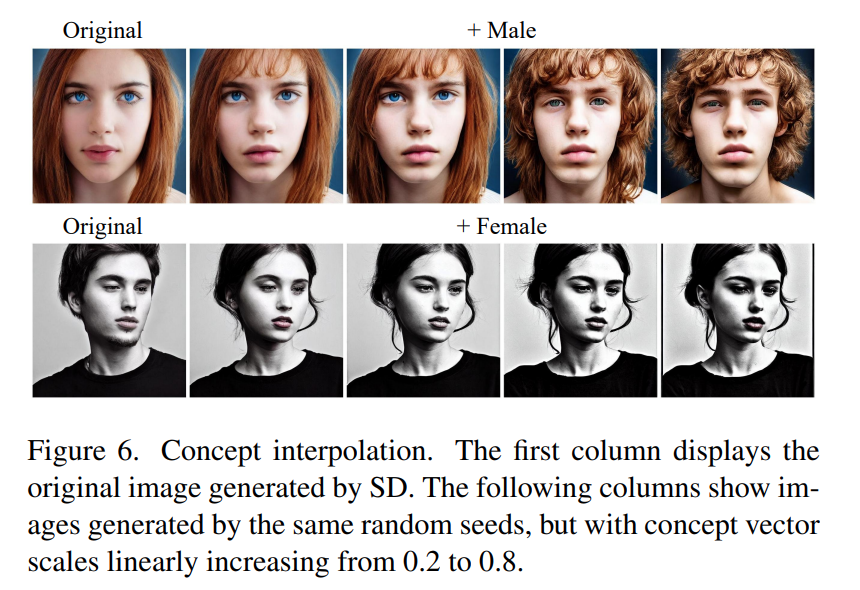 Original + Male
Original + Female
Figure 6. Concept interpolation. The first column displays the
original image generated by SD. The following columns show im-
ages generated by the same random seeds, but with concept vector
scales linearly increasing from 0.2 to 0.8.